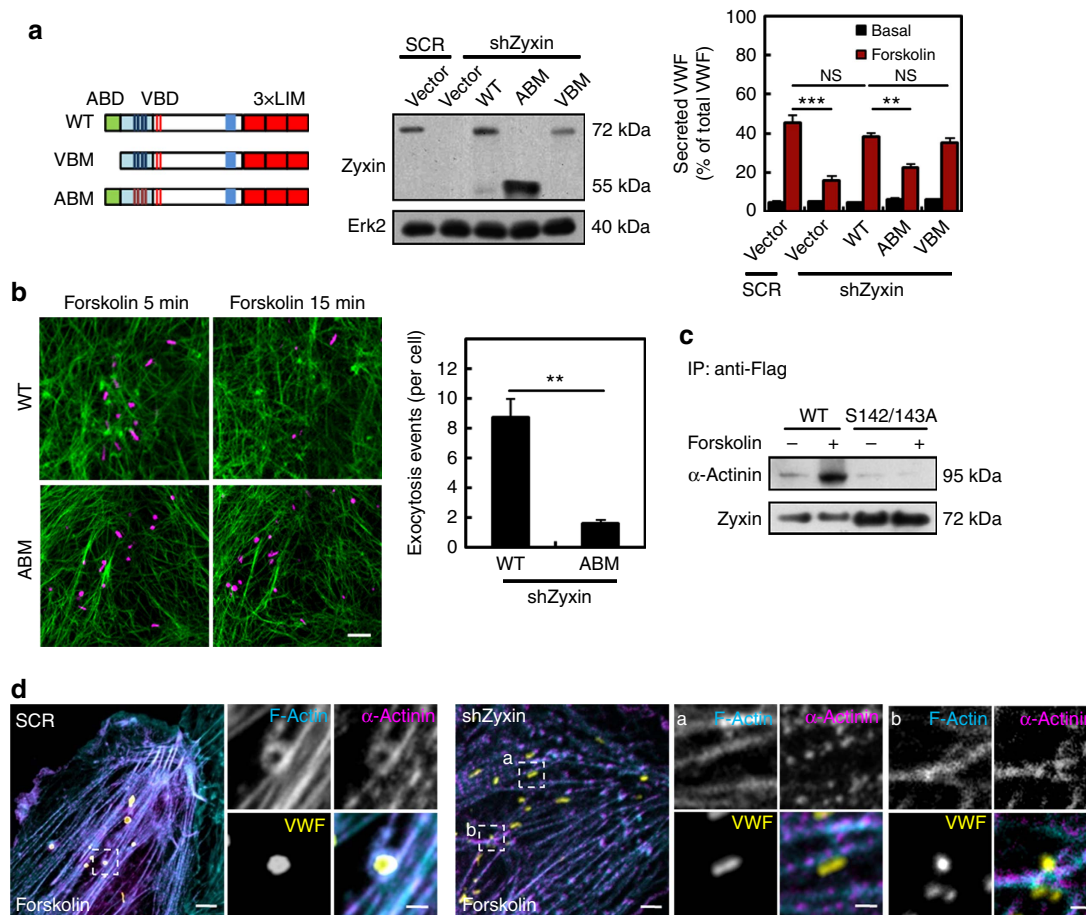 a
ABD VBD 3×LIM
WT
VBM
ABM
SCR shZyxin
Vector Vector WT ABM VBM
Zyxin
72 kDa
55 kDa
Erk2 40 kDa
Secreted VWF
(% of total VWF)
100
80
60
40
20
0
Basal
Forskolin
NS NS
*** **
Vector Vector WT ABM VBM
SCR shZyxin
b
Forskolin 5 min Forskolin 15 min
WT
ABM
Exocytosis events (per cell)
12
10
8
6
4
2
0
**
WT ABM
shZyxin
c
IP: anti-Flag
WT S142/143A
Forskolin – + – +
α-Actinin 95 kDa
Zyxin 72 kDa
d
SCR
Forskolin
F-Actin α-Actinin
VWF
shZyxin
a
b
Forskolin
a F-Actin α-Actinin
VWF
b F-Actin α-Actinin
VWF